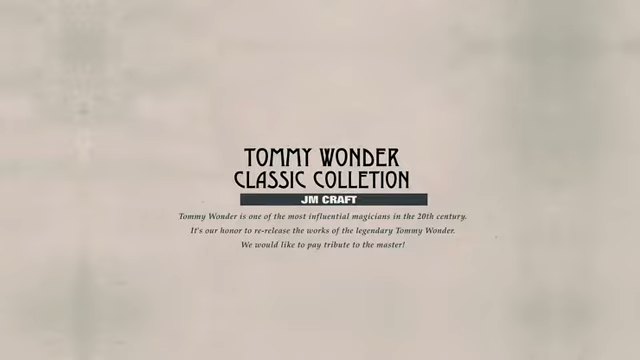 TOMMY WONDER
CLASSIC COLLETION
JM CRAFT
Tommy Wonder is one of the most influential magicians in the 20th century.
It's our honor to re-release the works of the legendary Tommy Wonder.
We would like to pay tribute to the master!